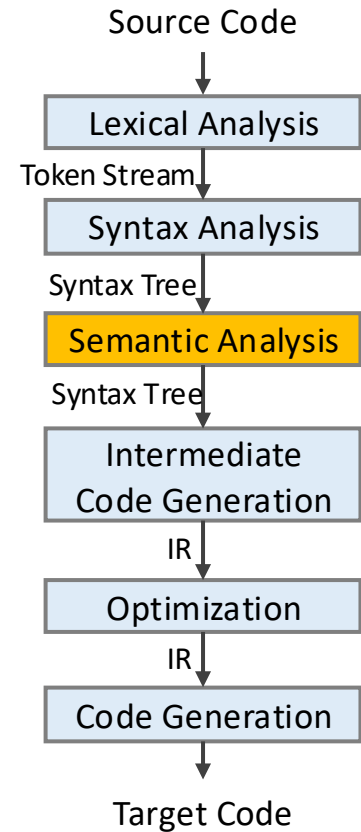 Source Code
Lexical Analysis
Token Stream
Syntax Analysis
Syntax Tree
Semantic Analysis
Syntax Tree
Intermediate
Code Generation
IR
Optimization
IR
Code Generation
Target Code